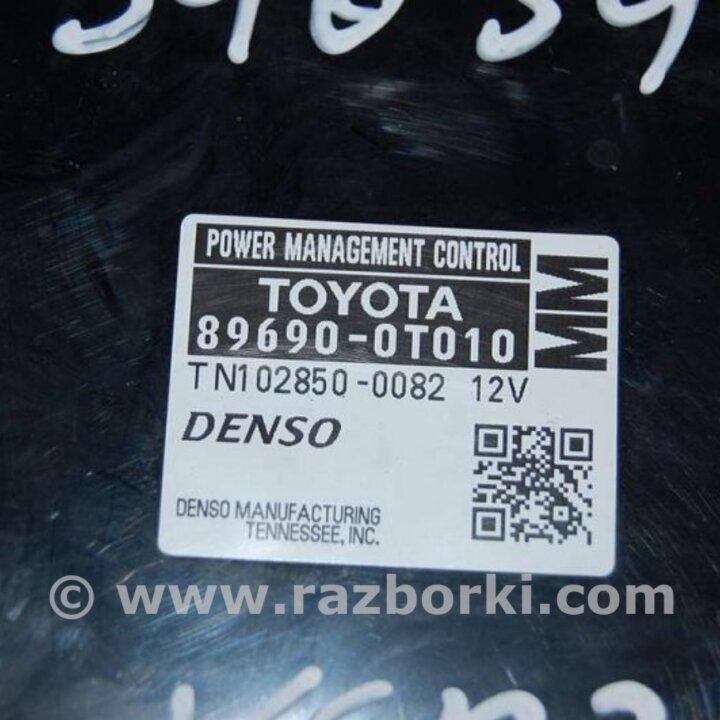 POWER MANAGEMENT CONTROL
MM
TOYOTA
89690-0T010
TN102850-0082 12V
DENSO
DENSO MANUFACTURING
TENNESSEE, INC.
© www.razborki.com